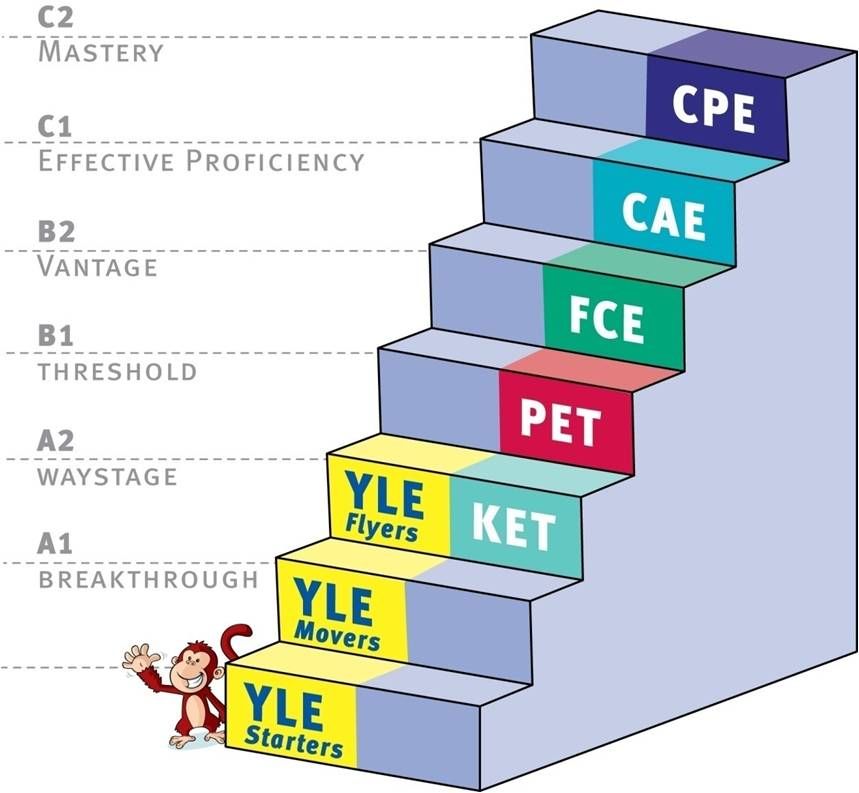 C2
MASTERY
CPE
C1
EFFECTIVE PROFICIENCY
CAE
B2
VANTAGE
FCE
B1
THRESHOLD
PET
A2
WAYSTAGE
YLE
Flyers
KET
A1
BREAKTHROUGH
YLE
Movers
YLE
Starters